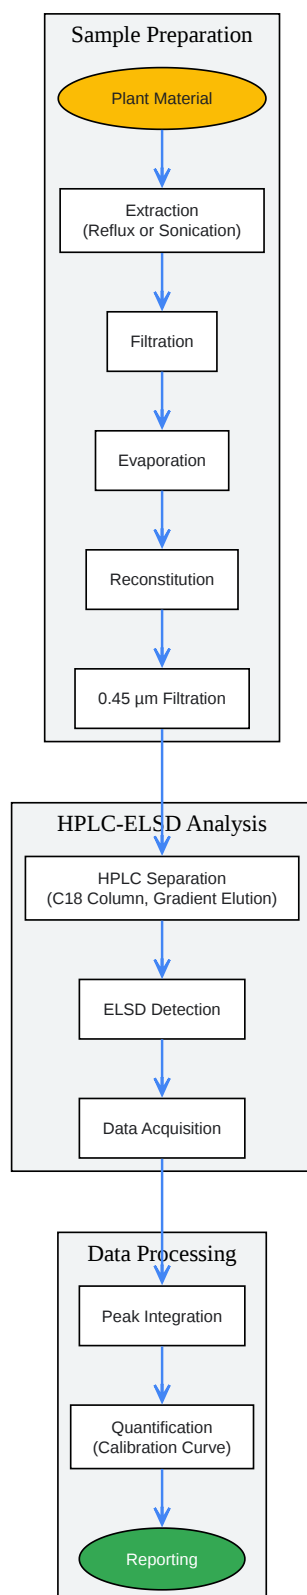 Sample Preparation
Plant Material
Extraction
(Reflux or Sonication)
Filtration
Evaporation
Reconstitution
0.45 µm Filtration
HPLC-ELSD Analysis
HPLC Separation
(C18 Column, Gradient Elution)
ELSD Detection
Data Acquisition
Data Processing
Peak Integration
Quantification
(Calibration Curve)
Reporting